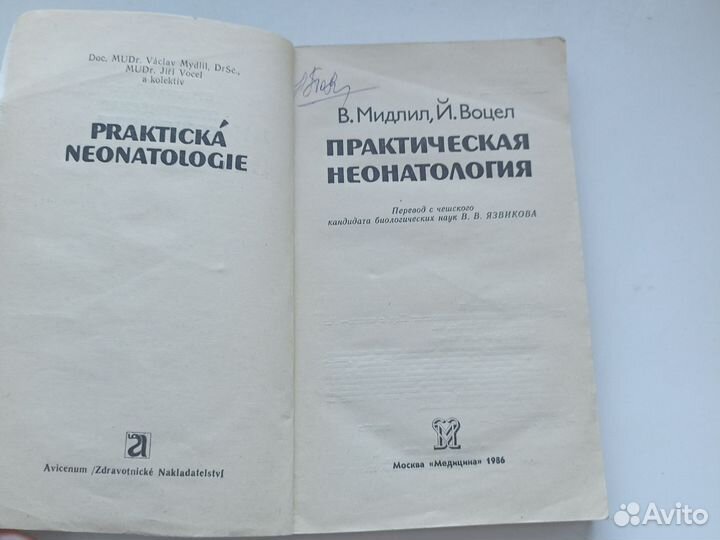 Doc. MUDr. Václav Mydlil, DrSc.,
MUDr. Jiří Vocel
a kolektiv
PRAKTICKÁ
NEONATOLOGIE
Avicenum /Zdravotnické Nakladatelství
В. Мидлил, Й. Воцел
ПРАКТИЧЕСКАЯ
НЕОНАТОЛОГИЯ
Перевод с чешского
кандидата биологических наук В. В. ЯЗВИКОВА
Москва «Медицина» 1986
Avito